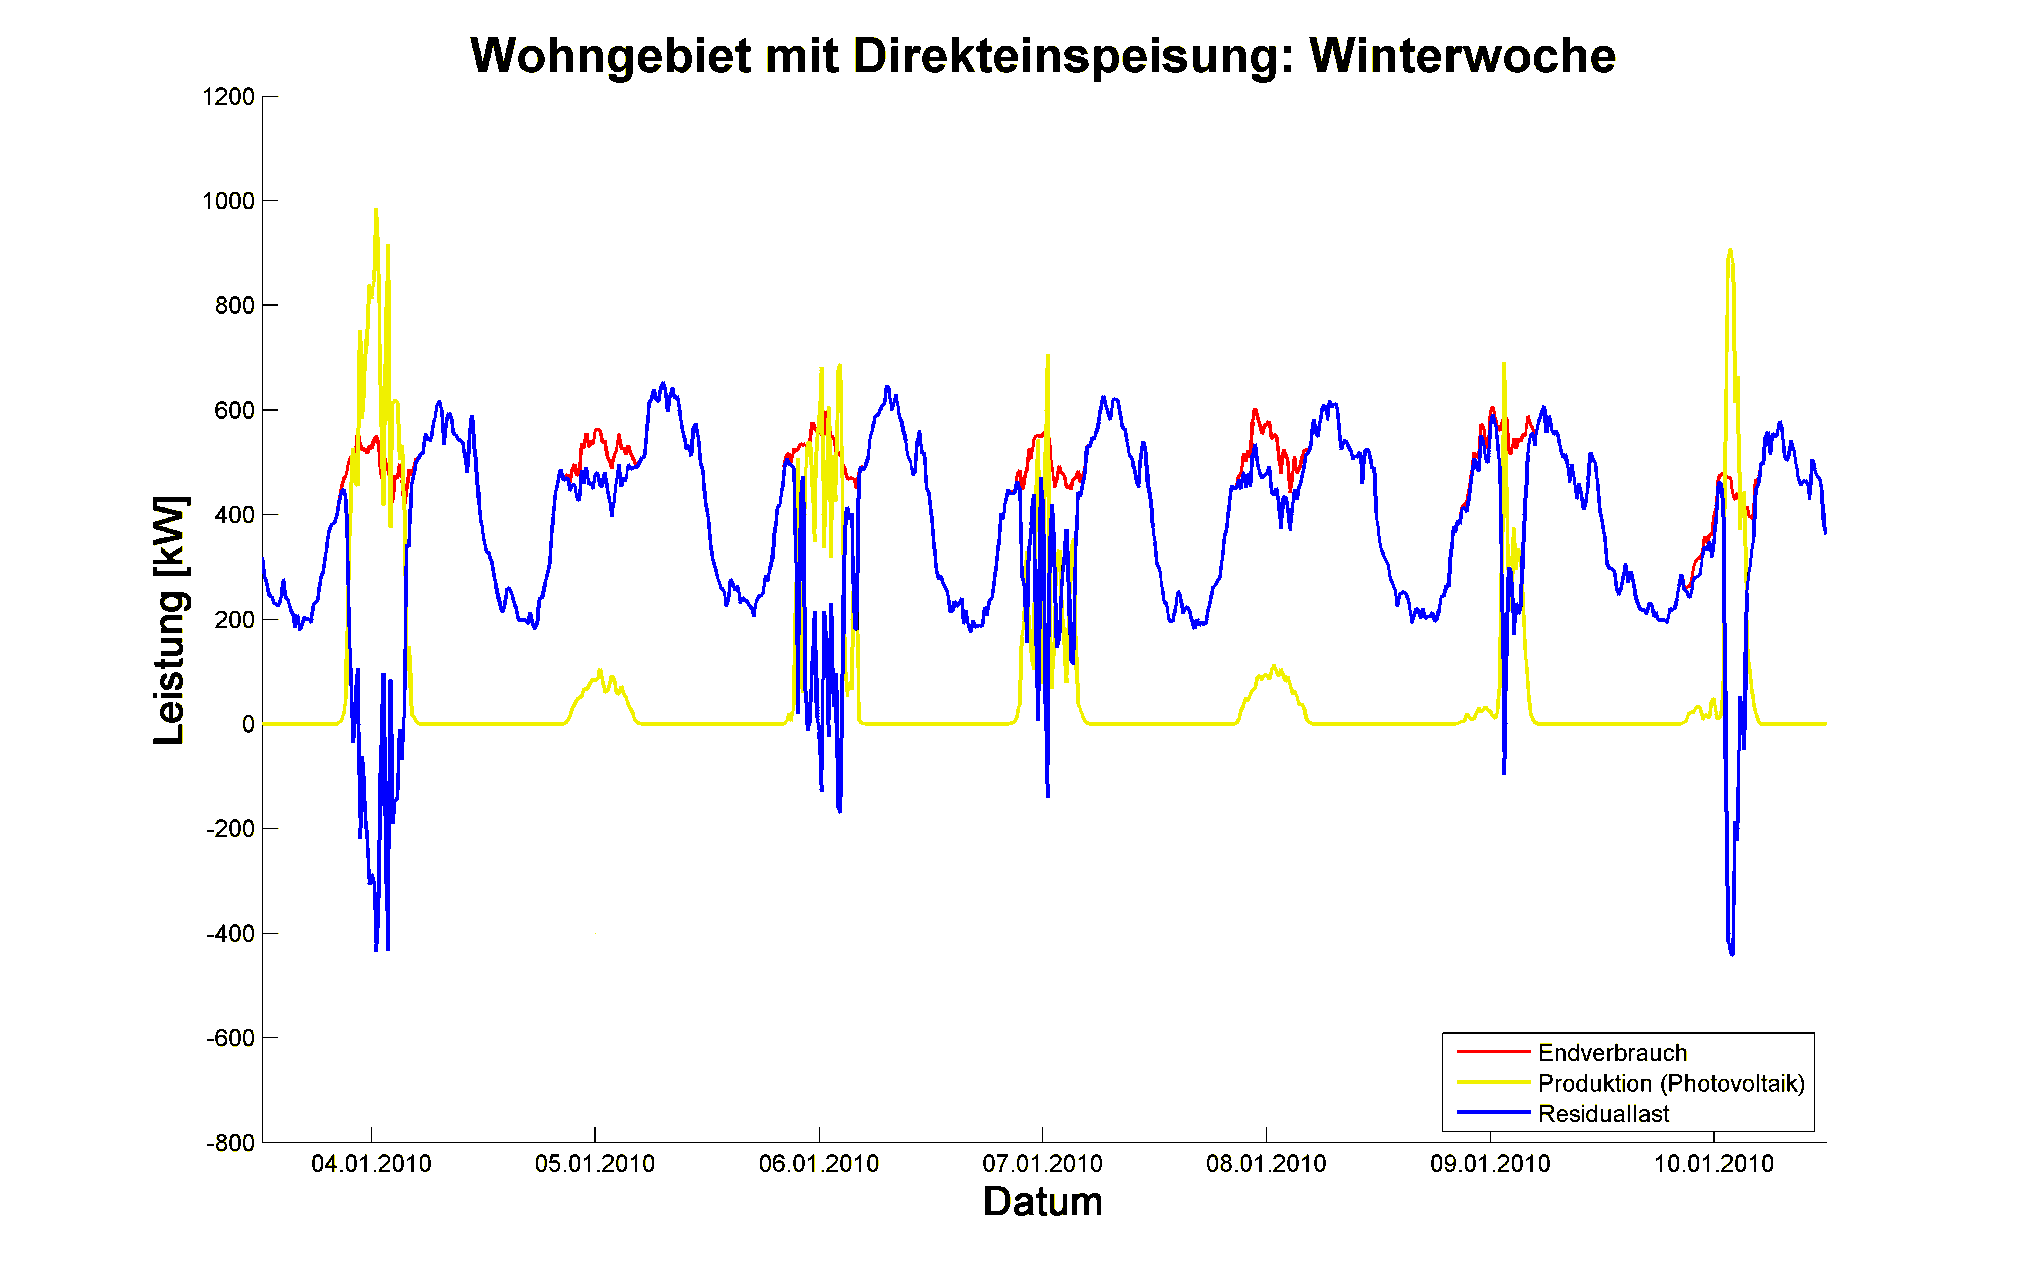 Wohngebiet mit Direkteinspeisung: Winterwoche
1200
1000
800
600
400
200
0
-200
-400
-600
-800
Leistung [kW]
Endverbrauch
Produktion (Photovoltaik)
Residuallast
04.01.2010 05.01.2010 06.01.2010 07.01.2010 08.01.2010 09.01.2010 10.01.2010
Datum